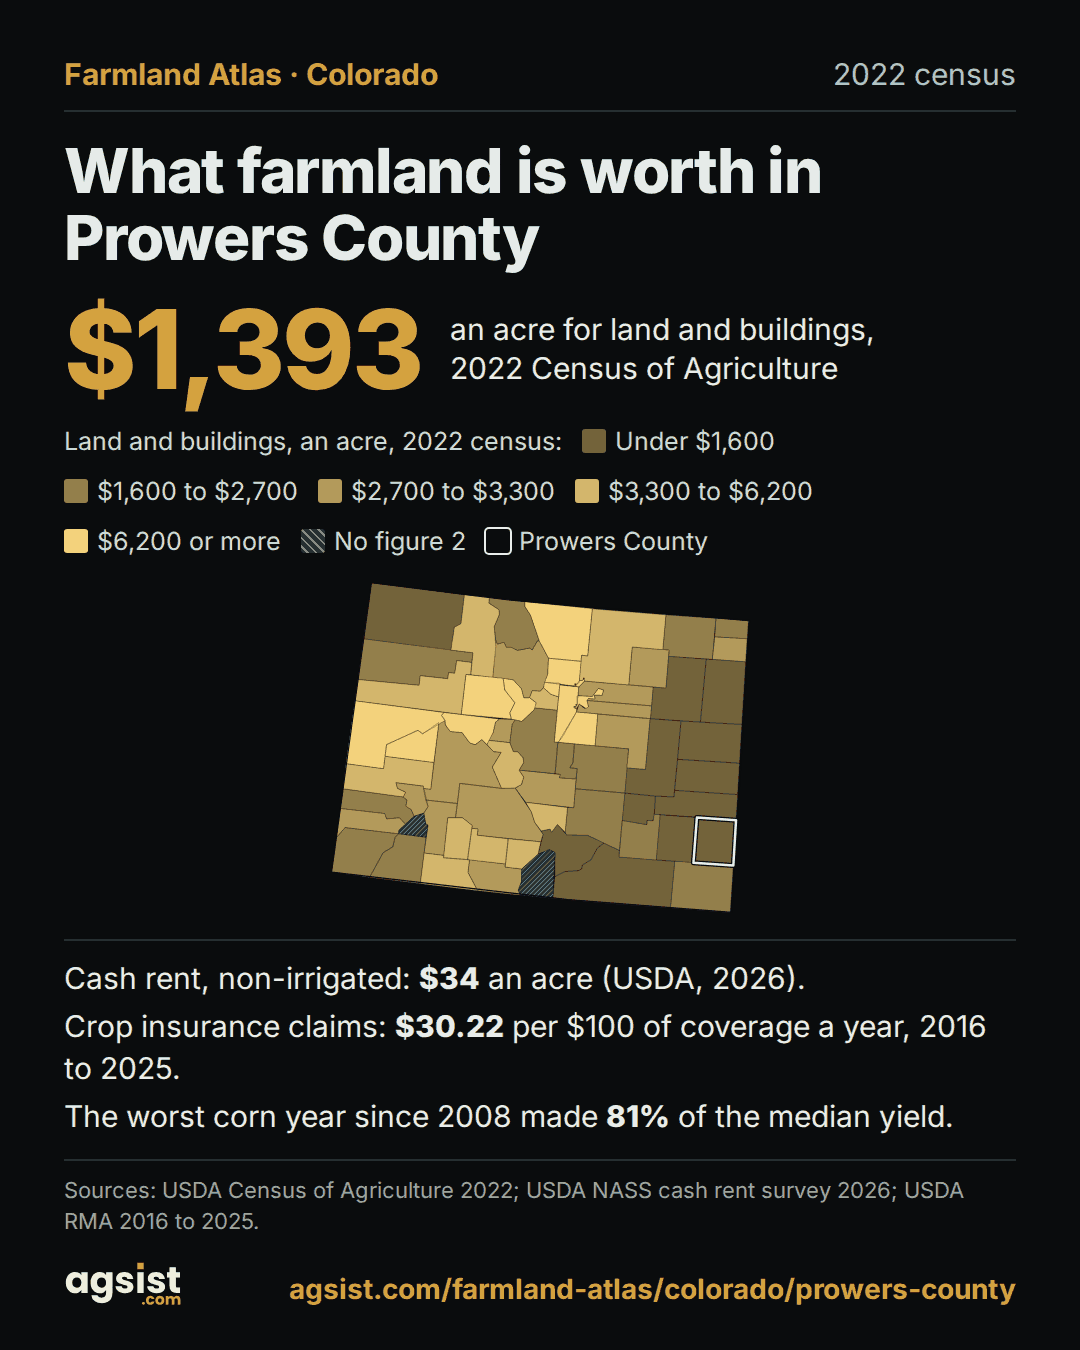 Farmland Atlas · Colorado
2022 census
What farmland is worth in
Prowers County
$1,393
an acre for land and buildings,
2022 Census of Agriculture
Land and buildings, an acre, 2022 census: Under $1,600
$1,600 to $2,700 $2,700 to $3,300 $3,300 to $6,200
$6,200 or more No figure 2 Prowers County
Cash rent, non-irrigated: $34 an acre (USDA, 2026).
Crop insurance claims: $30.22 per $100 of coverage a year, 2016
to 2025.
The worst corn year since 2008 made 81% of the median yield.
Sources: USDA Census of Agriculture 2022; USDA NASS cash rent survey 2026; USDA
RMA 2016 to 2025.
agsist
.com
agsist.com/farmland-atlas/colorado/prowers-county